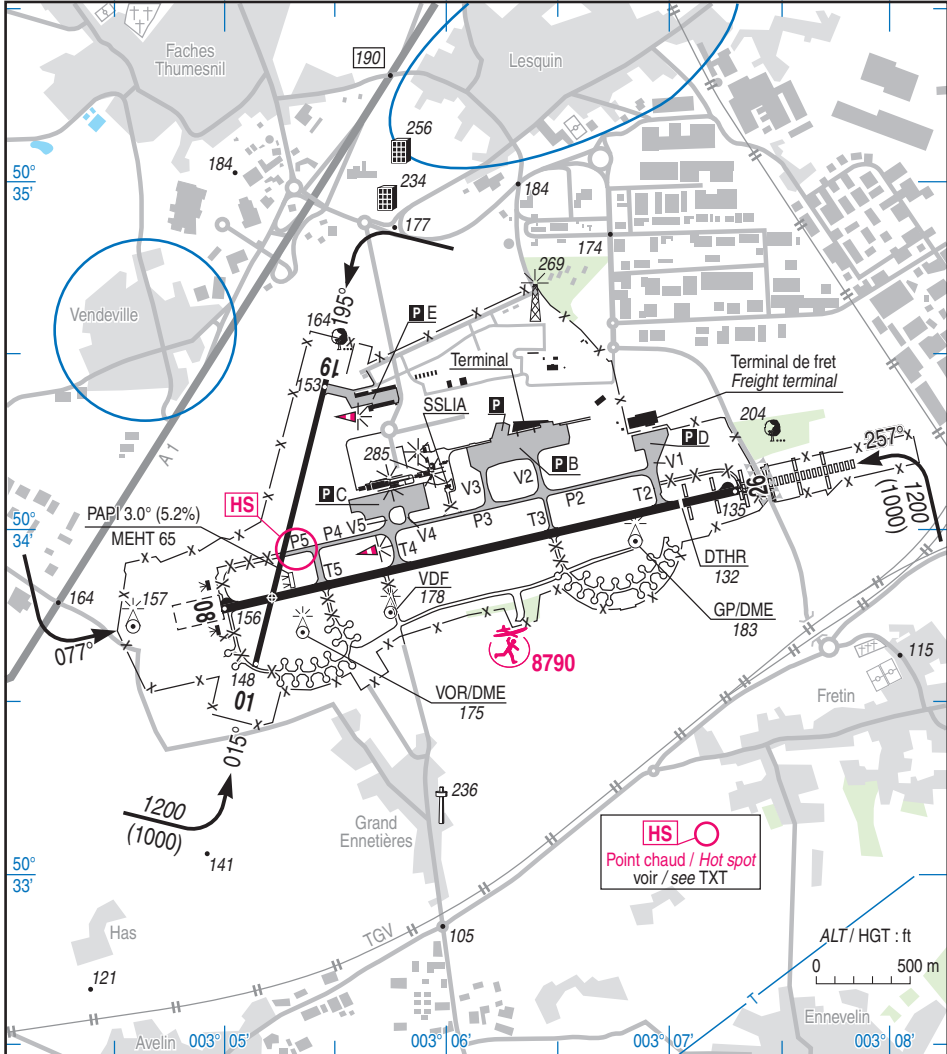 Faches
Thumesnil
190
Lesquin
256
184
234
50°
35'
184
177
174
269
195°
Vendeville
164
P E
19
153
Terminal
Terminal de fret
Freight terminal
SSLIA
P
204
285
P D
257°
A 1
P B
V1
V3
V2
26
P C
1200
(1000)
HS
P2
T2
135
PAPI 3.0° (5.2%)
MEHT 65
P5
P4
V5
V4
P3
T3
50°
34'
T4
T5
DTHR
132
VDF
178
164
157
08
156
GP/DME
183
077°
8790
115
148
01
VOR/DME
175
Fretin
015°
1200
(1000)
236
Grand
Ennetières
HS
Point chaud / Hot spot
voir / see TXT
141
50°
33'
Has
TGV
105
ALT / HGT : ft
0 500 m
121
T
Ennevelin
Avelin
003° 05'
003° 06'
003° 07'
003° 08'